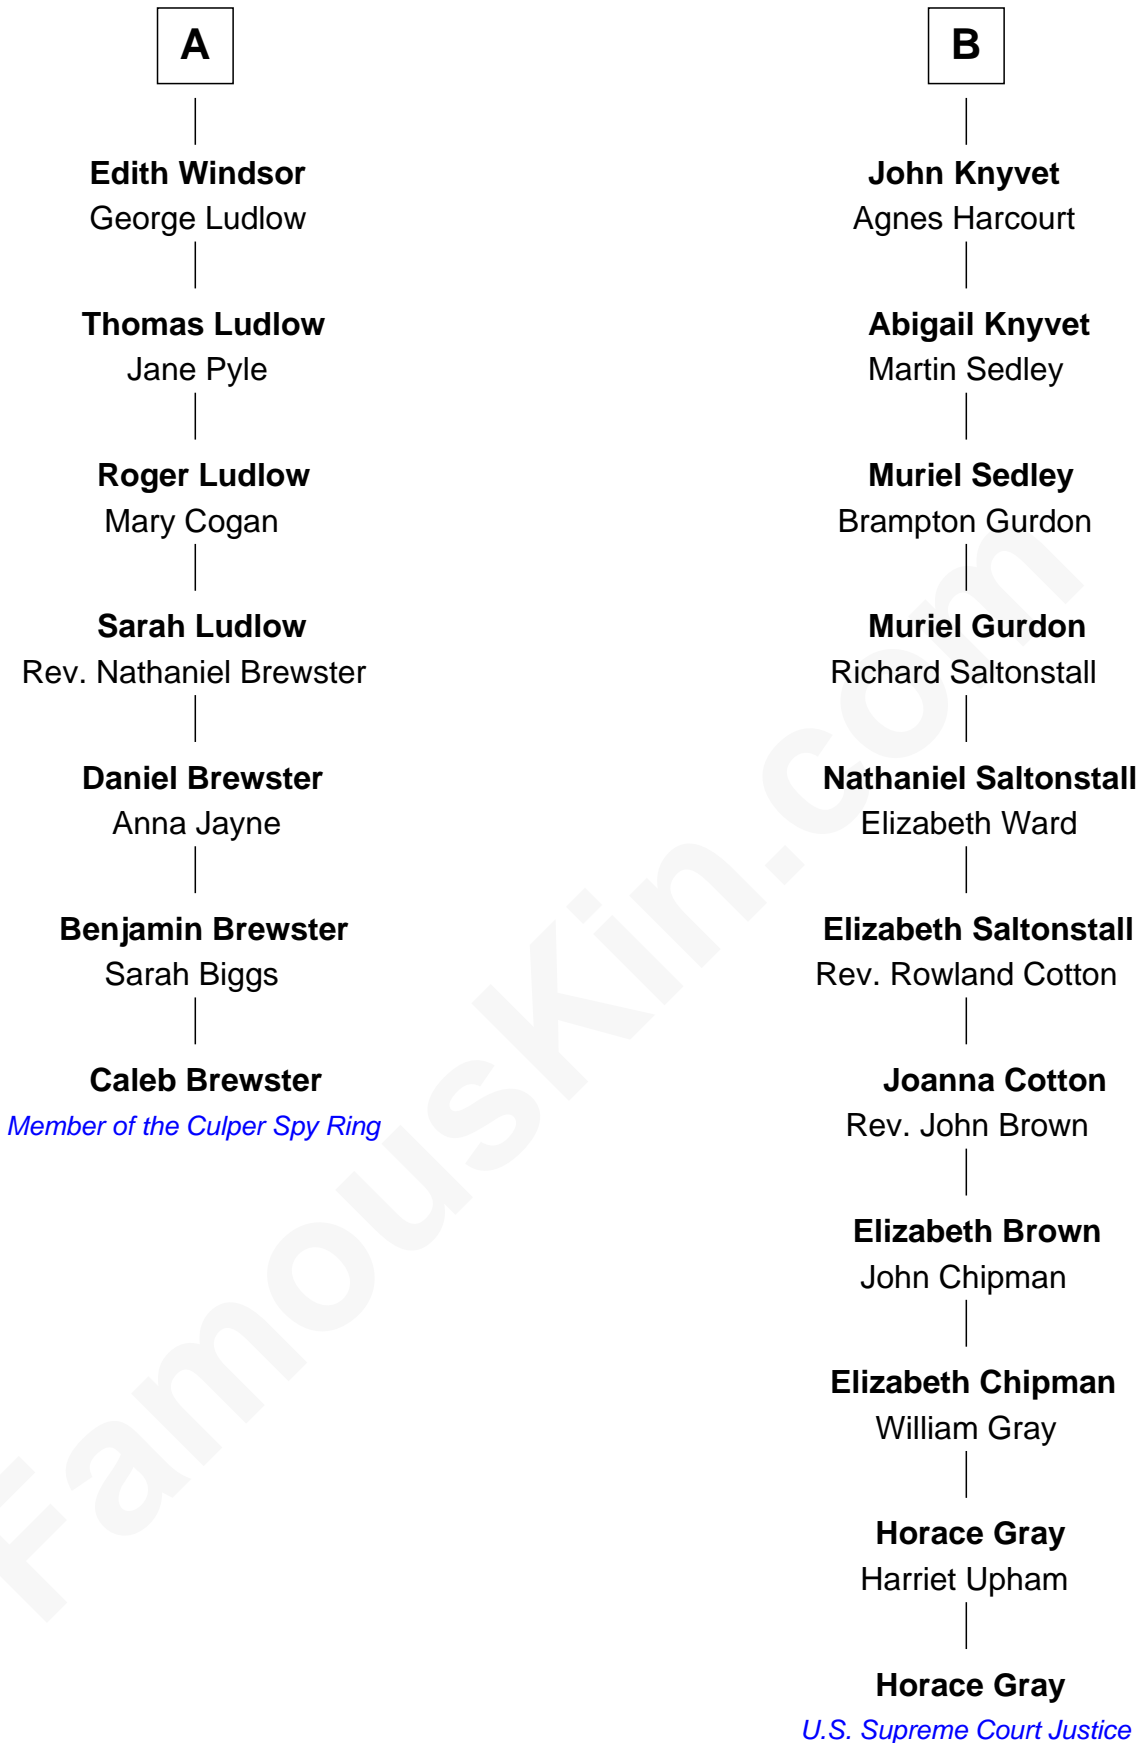 A
Edith Windsor
George Ludlow
Thomas Ludlow
Jane Pyle
Roger Ludlow
Mary Cogan
Sarah Ludlow
Rev. Nathaniel Brewster
Daniel Brewster
Anna Jayne
Benjamin Brewster
Sarah Biggs
Caleb Brewster
Member of the Culper Spy Ring
B
John Knyvet
Agnes Harcourt
Abigail Knyvet
Martin Sedley
Muriel Sedley
Brampton Gurdon
Muriel Gurdon
Richard Saltonstall
Nathaniel Saltonstall
Elizabeth Ward
Elizabeth Saltonstall
Rev. Rowland Cotton
Joanna Cotton
Rev. John Brown
Elizabeth Brown
John Chipman
Elizabeth Chipman
William Gray
Horace Gray
Harriet Upham
Horace Gray
U.S. Supreme Court Justice
FamousKin.com